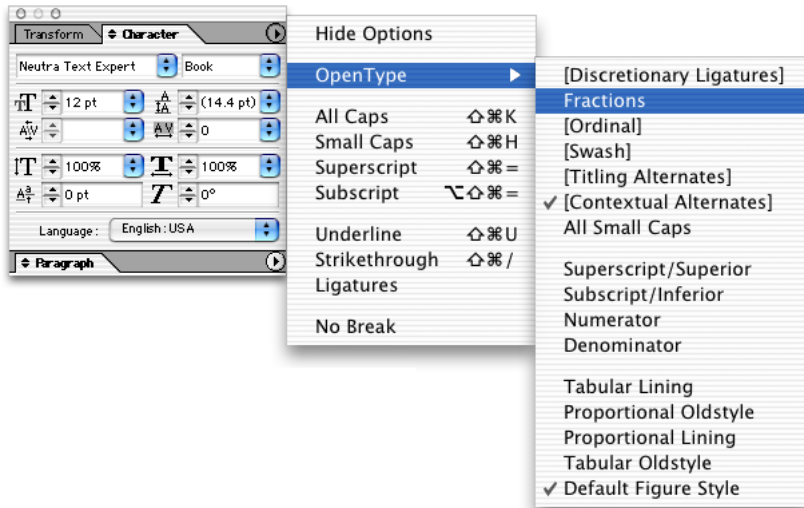 Transform Character
Neutra Text Expert Book
12 pt (14.4 pt)
0
100% 100%
0 pt 0°
Language: English: USA
Paragraph
Hide Options
OpenType
All Caps ⇧⌘K
Small Caps ⇧⌘H
Superscript ⇧⌘=
Subscript ⌥⇧⌘=
Underline ⇧⌘U
Strikethrough ⇧⌘/
Ligatures
No Break
[Discretionary Ligatures]
Fractions
[Ordinal]
[Swash]
[Titling Alternates]
✓ [Contextual Alternates]
All Small Caps
Superscript/Superior
Subscript/Inferior
Numerator
Denominator
Tabular Lining
Proportional Oldstyle
Proportional Lining
Tabular Oldstyle
✓ Default Figure Style